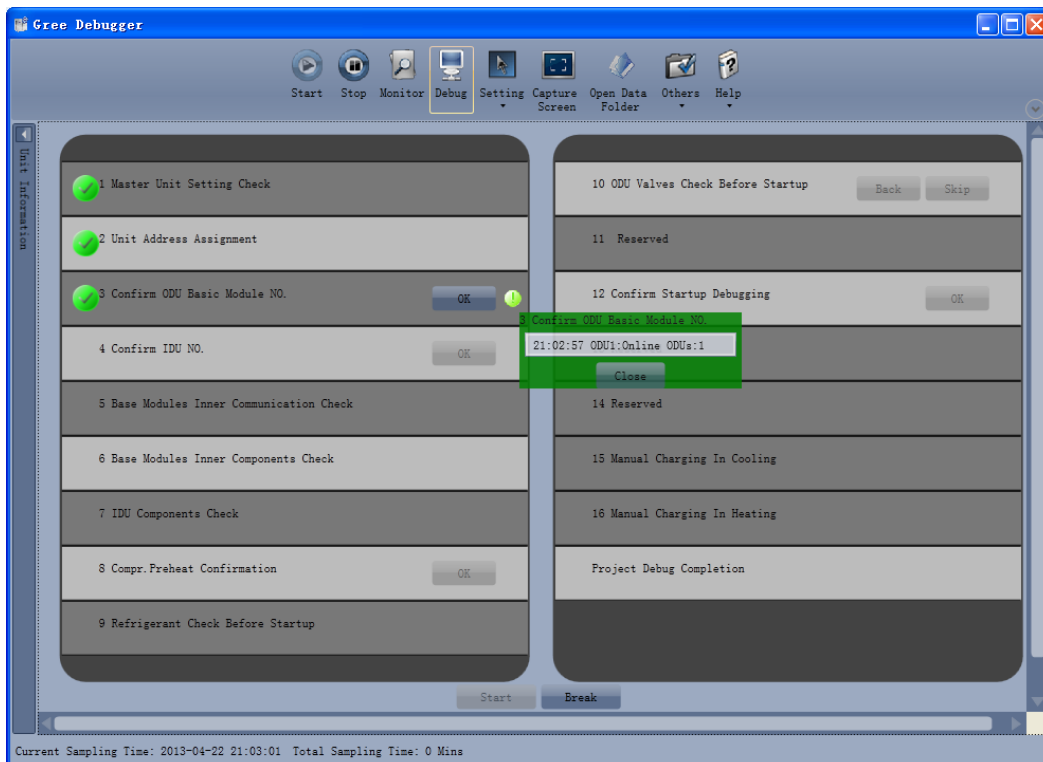 Gree Debugger
Start Stop Monitor Debug Setting Capture Screen Open Data Folder Others Help
Unit Information
1 Master Unit Setting Check
2 Unit Address Assignment
3 Confirm ODU Basic Module NO. OK
4 Confirm IDU NO. OK
5 Base Modules Inner Communication Check
6 Base Modules Inner Components Check
7 IDU Components Check
8 Compr.Preheat Confirmation OK
9 Refrigerant Check Before Startup
10 ODU Valves Check Before Startup Back Skip
11 Reserved
12 Confirm Startup Debugging OK
3 Confirm ODU Basic Module NO.
21:02:57 ODU1:Online ODUs:1
Close
14 Reserved
15 Manual Charging In Cooling
16 Manual Charging In Heating
Project Debug Completion
Start Break
Current Sampling Time: 2013-04-22 21:03:01 Total Sampling Time: 0 Mins